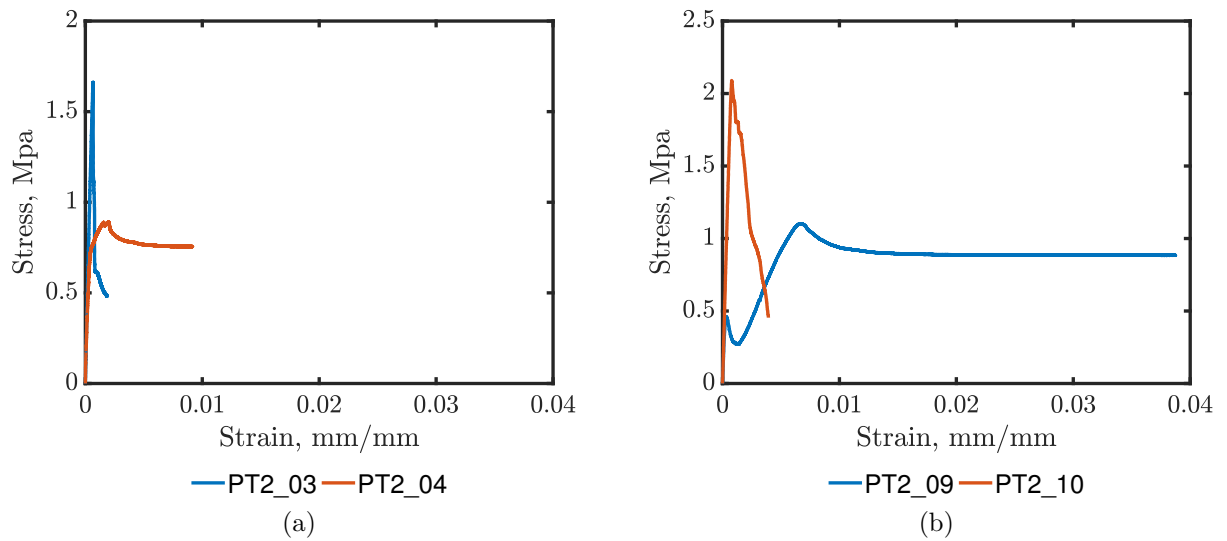 2
1.5
1
0.5
0
Stress, Mpa
0 0.01 0.02 0.03 0.04
Strain, mm/mm
PT2_03 PT2_04
(a)
2.5
2
1.5
1
0.5
0
Stress, Mpa
0 0.01 0.02 0.03 0.04
Strain, mm/mm
PT2_09 PT2_10
(b)